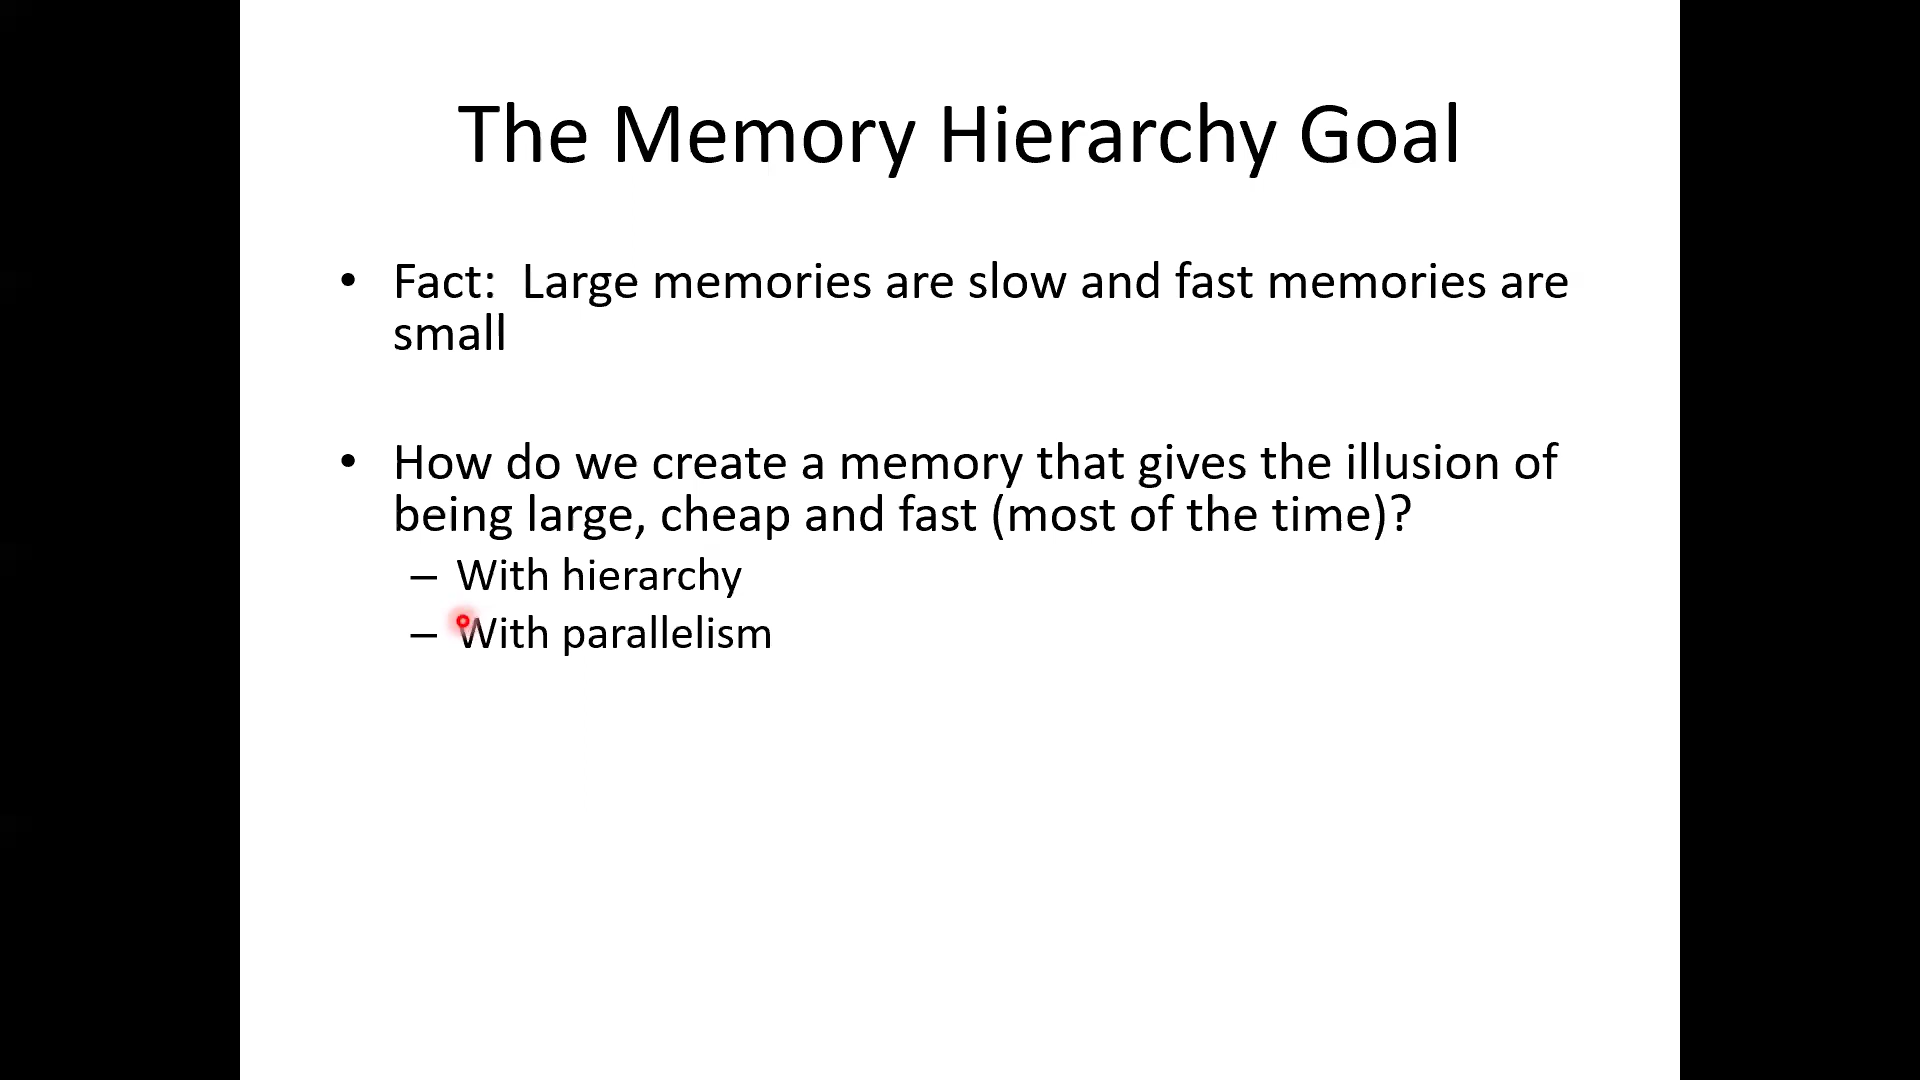 The Memory Hierarchy Goal
• Fact:  Large memories are slow and fast memories are
small
• How do we create a memory that gives the illusion of
being large, cheap and fast (most of the time)?
– With hierarchy
– With parallelism